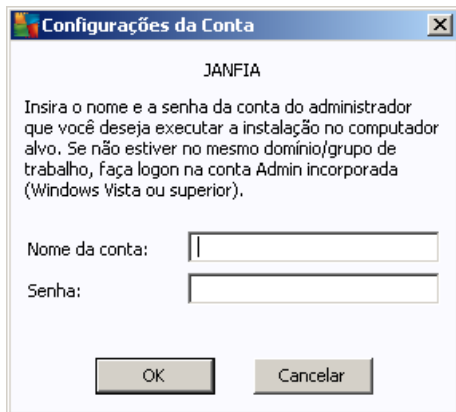 Configurações da Conta
JANFIA
Insira o nome e a senha da conta do administrador
que você deseja executar a instalação no computador
alvo. Se não estiver no mesmo domínio/grupo de
trabalho, faça logon na conta Admin incorporada
(Windows Vista ou superior).
Nome da conta:
Senha:
OK
Cancelar